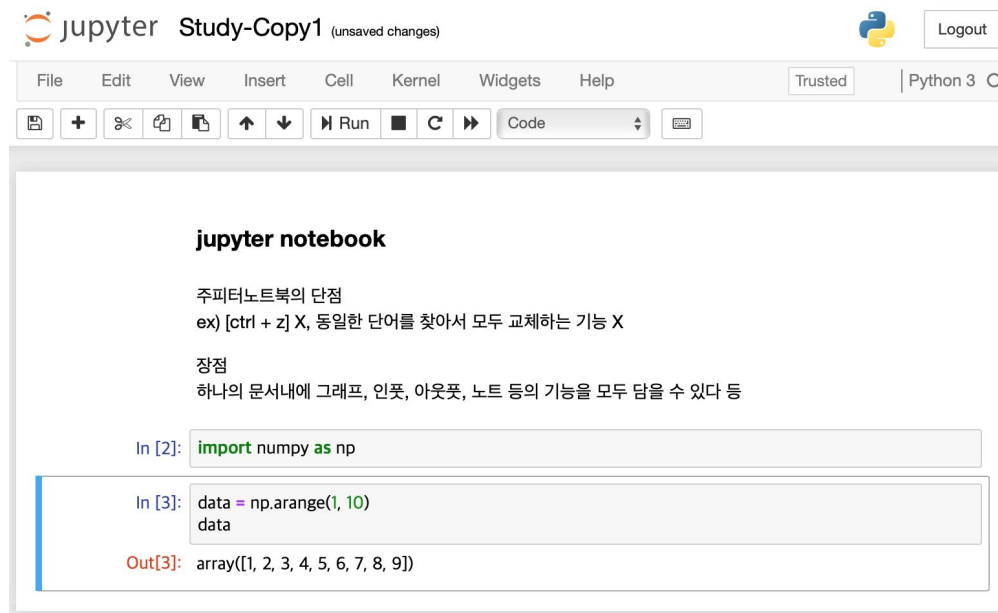 jupyter Study-Copy1 (unsaved changes)
Logout
File Edit View Insert Cell Kernel Widgets Help Trusted Python 3
Run Code
jupyter notebook
주피터노트북의 단점
ex) [ctrl + z] X, 동일한 단어를 찾아서 모두 교체하는 기능 X
장점
하나의 문서내에 그래프, 인풋, 아웃풋, 노트 등의 기능을 모두 담을 수 있다 등
In [2]: import numpy as np
In [3]: data = np.arange(1, 10)
data
Out[3]: array([1, 2, 3, 4, 5, 6, 7, 8, 9])